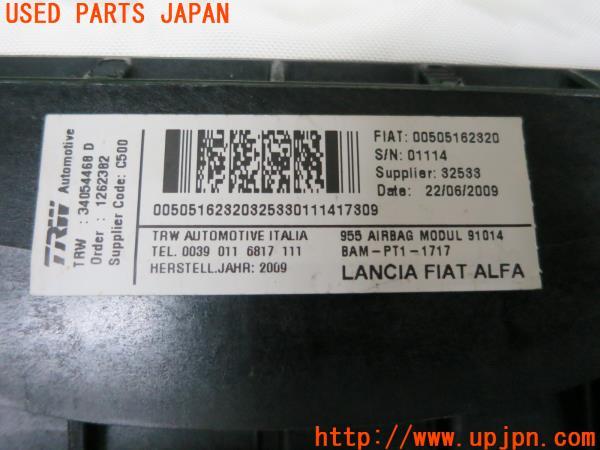 USED PARTS JAPAN
TRW Automotive
TRW : 34054468 D
Order : 1262382
Supplier Code: C500
FIAT: 00505162320
S/N: 01114
Supplier: 32533
Date: 22/06/2009
00505162320325330111417309
TRW AUTOMOTIVE ITALIA
TEL. 0039 011 6817 111
HERSTELL.JAHR: 2009
955 AIRBAG MODUL 91014
BAM-PT1-1717
LANCIA FIAT ALFA
UPJ http://www.upjpn.com